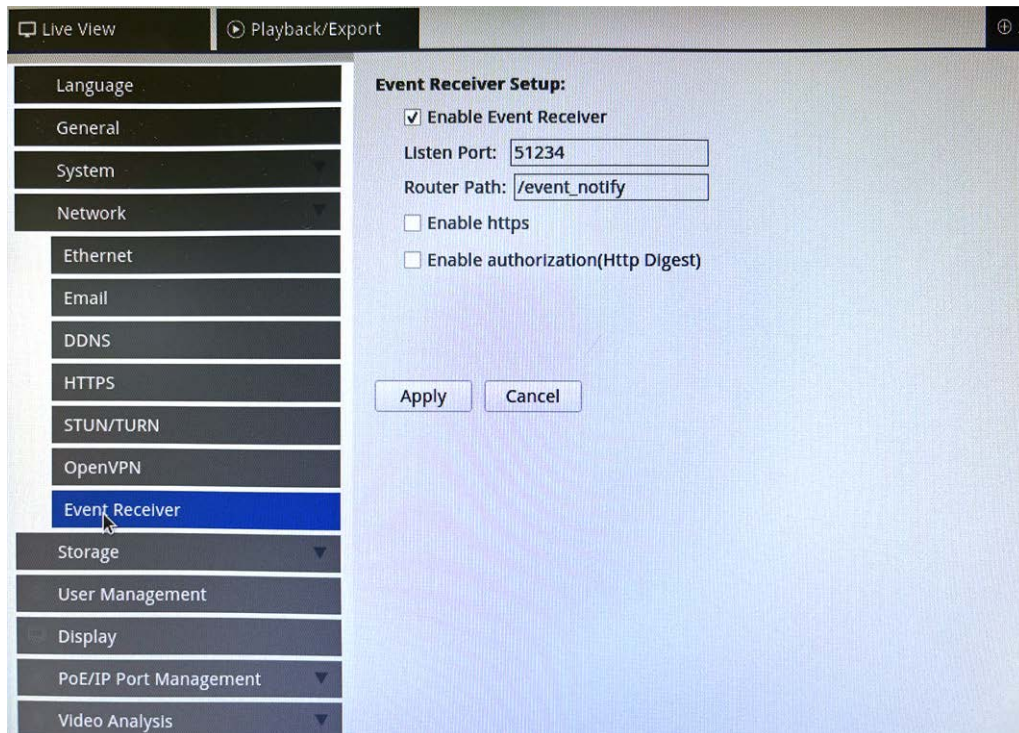 Live View
Playback/Export
Language
General
System
Network
Ethernet
Email
DDNS
HTTPS
STUN/TURN
OpenVPN
Event Receiver
Storage
User Management
Display
PoE/IP Port Management
Video Analysis
Event Receiver Setup:
Enable Event Receiver
Listen Port: 51234
Router Path: /event_notify
Enable https
Enable authorization(Http Digest)
Apply Cancel